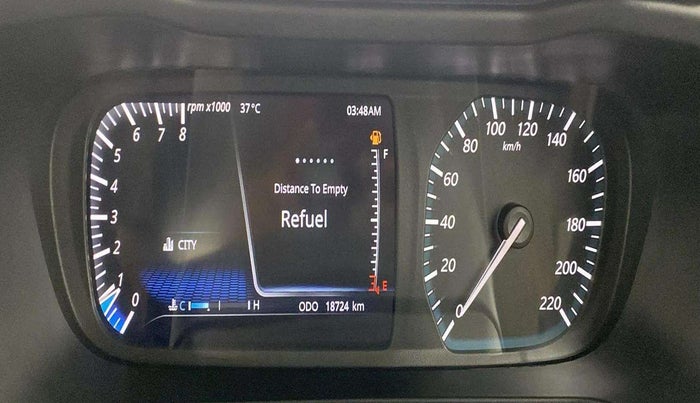 rpm x1000 37°C 03:48AM
8
7
6
5
4
3
2
1
0
F
Distance To Empty
Refuel
CITY
E
C H ODO 18724 km
0
20
40
60
80
100
120
140
160
180
200
220
km/h